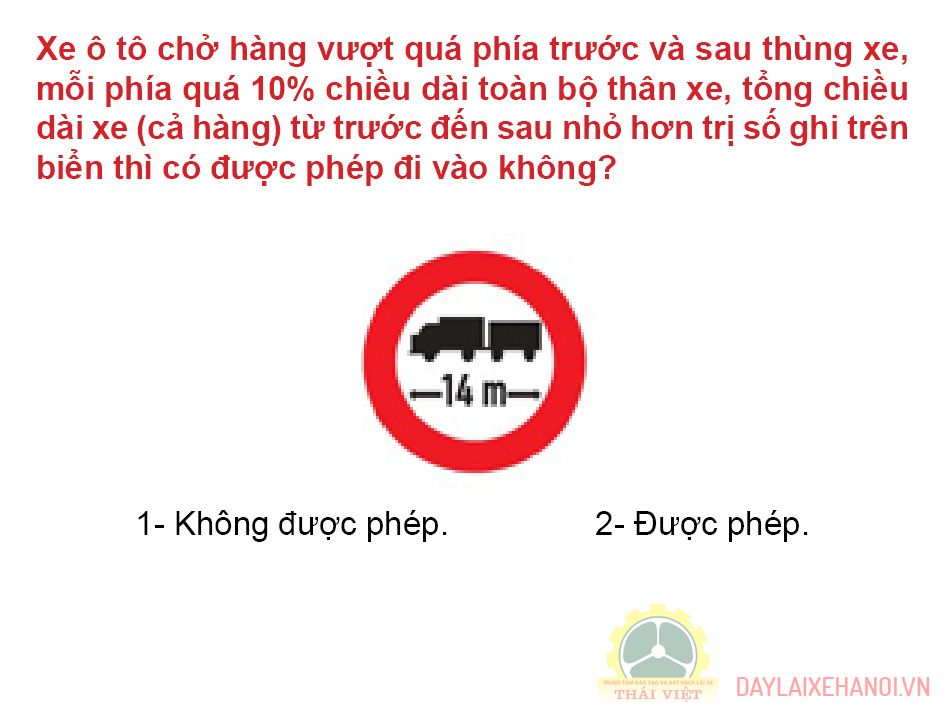 Xe ô tô chở hàng vượt quá phía trước và sau thùng xe,
mỗi phía quá 10% chiều dài toàn bộ thân xe, tổng chiều
dài xe (cả hàng) từ trước đến sau nhỏ hơn trị số ghi trên
biển thì có được phép đi vào không?
14 m
1- Không được phép. 2- Được phép.
TRUNG TÂM ĐÀO TẠO VÀ SÁT HẠCH LÁI XE
THÁI VIỆT
DAYLAIXEHANOI.VN